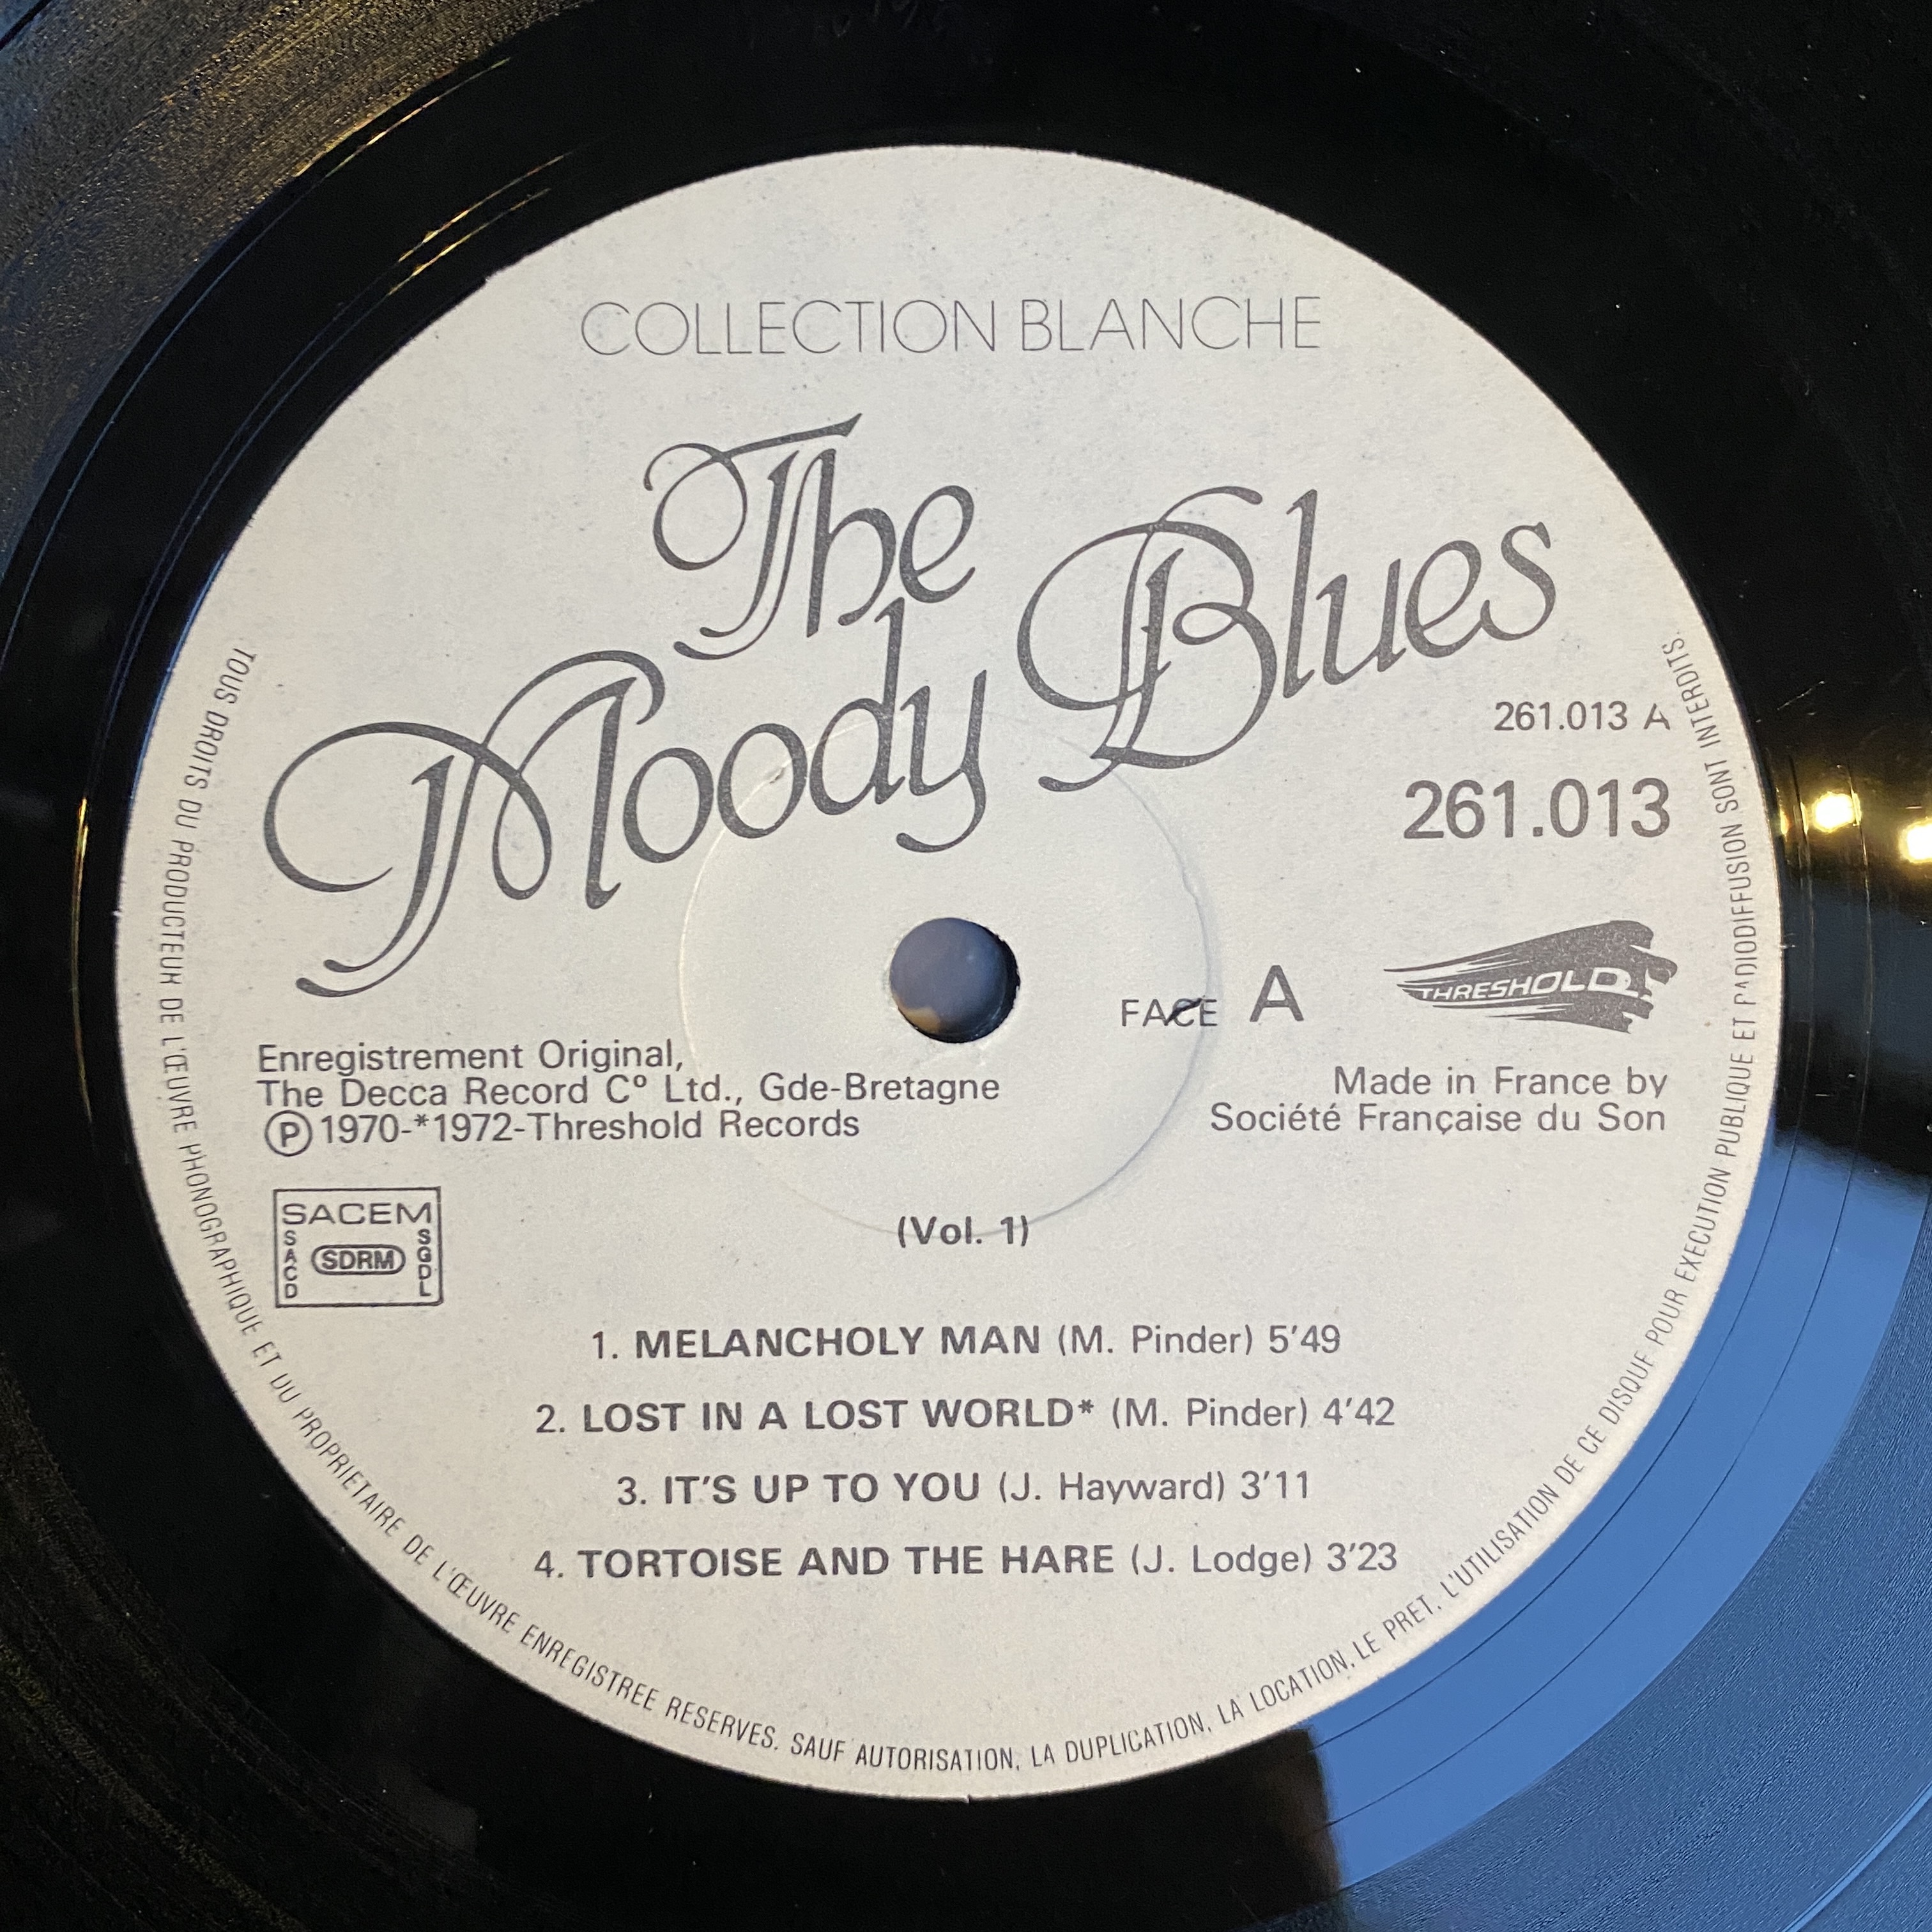 COLLECTION BLANCHE
The
Moody Blues
261.013 A
261.013
FACE A
THRESHOLD
Enregistrement Original,
The Decca Record Cº Ltd., Gde-Bretagne
Ⓟ 1970-*1972-Threshold Records
Made in France by
Société Française du Son
SACEM
SACD
SDRM
SGDL
(Vol. 1)
1. MELANCHOLY MAN (M. Pinder) 5'49
2. LOST IN A LOST WORLD* (M. Pinder) 4'42
3. IT'S UP TO YOU (J. Hayward) 3'11
4. TORTOISE AND THE HARE (J. Lodge) 3'23
TOUS DROITS DU PRODUCTEUR DE L'ŒUVRE PHONOGRAPHIQUE ET DU PROPRIETAIRE DE L'ŒUVRE ENREGISTREE RESERVES. SAUF AUTORISATION, LA DUPLICATION, LA LOCATION, LE PRET, L'UTILISATION DE CE DISQUE POUR EXECUTION PUBLIQUE ET RADIODIFFUSION SONT INTERDITS.